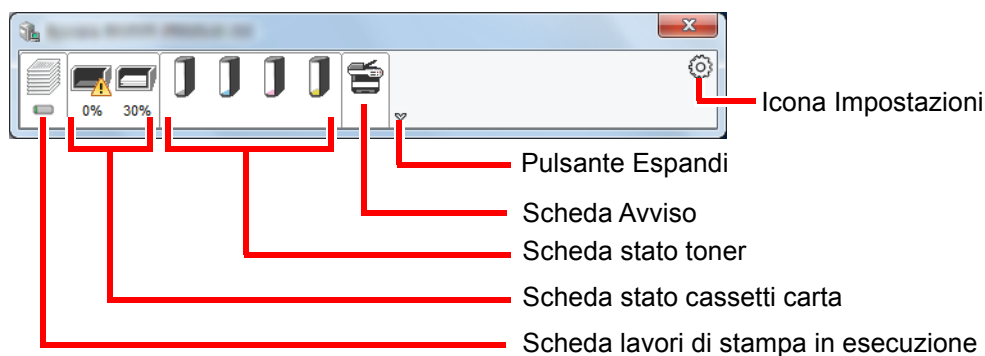 0% 30%
Icona Impostazioni
Pulsante Espandi
Scheda Avviso
Scheda stato toner
Scheda stato cassetti carta
Scheda lavori di stampa in esecuzione